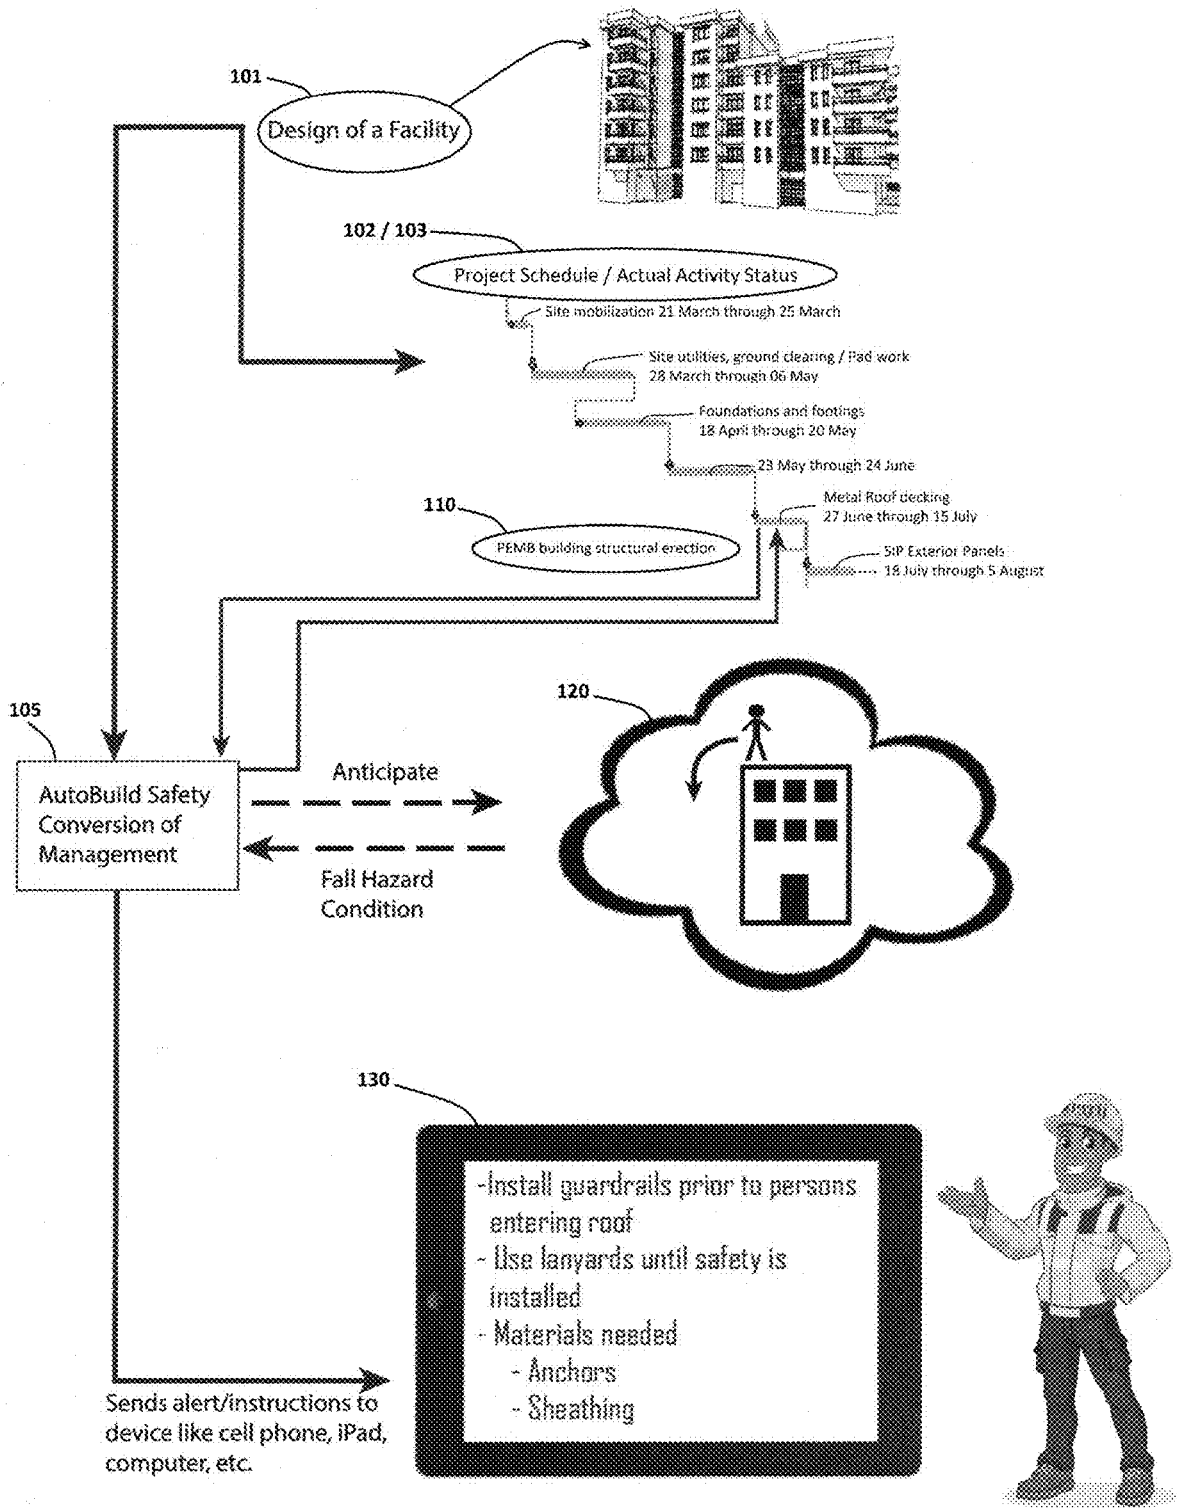 101
Design of a Facility
102 / 103
Project Schedule / Actual Activity Status
Site mobilization 21 March through 25 March
Site utilities, ground clearing / Pad work
28 March through 06 May
Foundations and footings
18 April through 20 May
23 May through 24 June
Metal Roof decking
27 June through 15 July
110
PEMB building structural erection
SIP Exterior Panels
18 July through 5 August
120
105
Anticipate
AutoBuild Safety
Conversion of
Management
Fall Hazard
Condition
130
-Install guardrails prior to persons
entering roof
- Use lanyards until safety is
installed
- Materials needed
- Anchors
- Sheathing
Sends alert/instructions to
device like cell phone, iPad,
computer, etc.